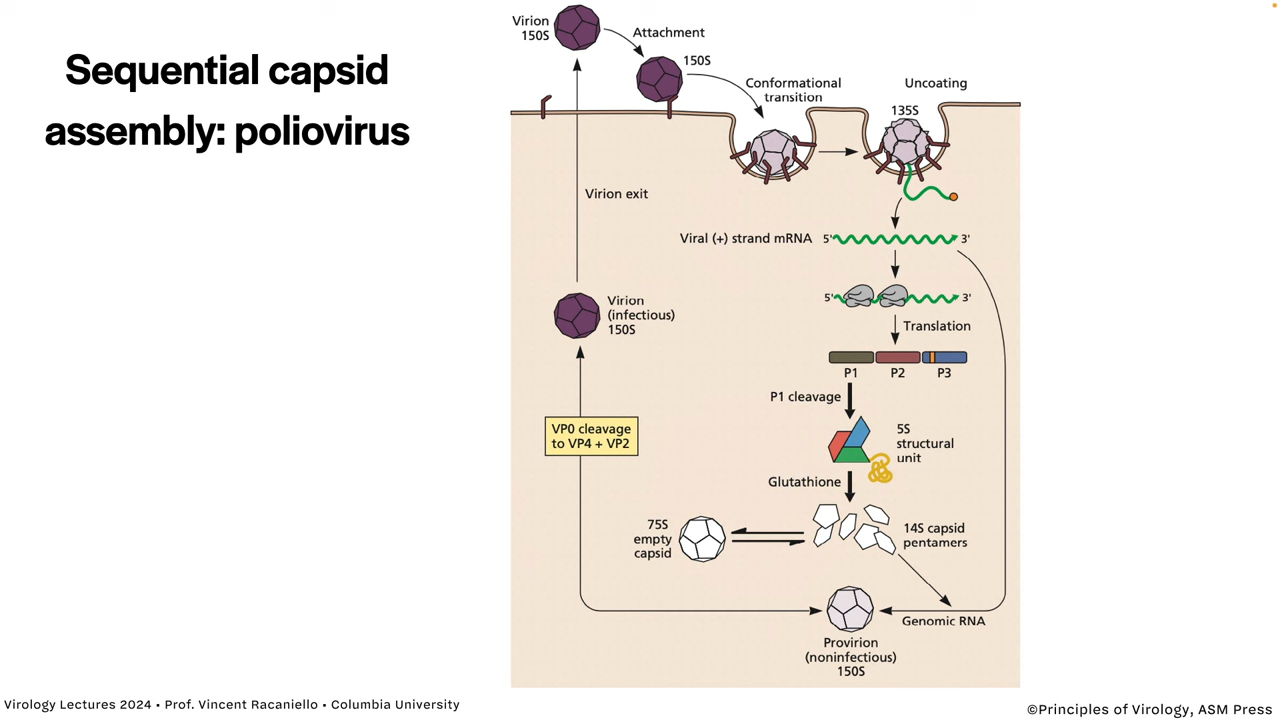 Sequential capsid
assembly: poliovirus
Virion
150S
Attachment
150S
Conformational
transition
Uncoating
135S
Virion exit
Viral (+) strand mRNA
5'
3'
5'
3'
Translation
P1
P2
P3
P1 cleavage
5S
structural
unit
Glutathione
14S capsid
pentamers
75S
empty
capsid
Virion
(infectious)
150S
VP0 cleavage
to VP4 + VP2
Genomic RNA
Provirion
(noninfectious)
150S
Virology Lectures 2024 • Prof. Vincent Racaniello • Columbia University
©Principles of Virology, ASM Press